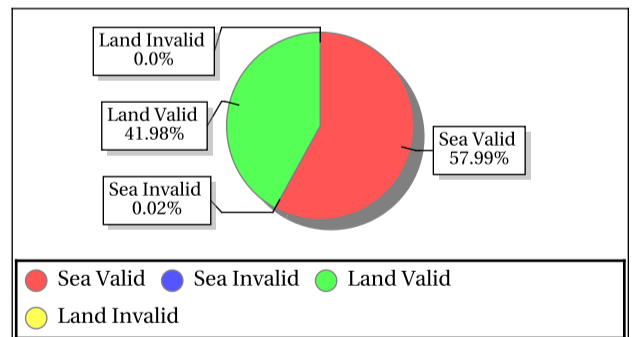 Land Invalid
0.0%
Land Valid
41.98%
Sea Valid
57.99%
Sea Invalid
0.02%
Sea Valid Sea Invalid Land Valid
Land Invalid